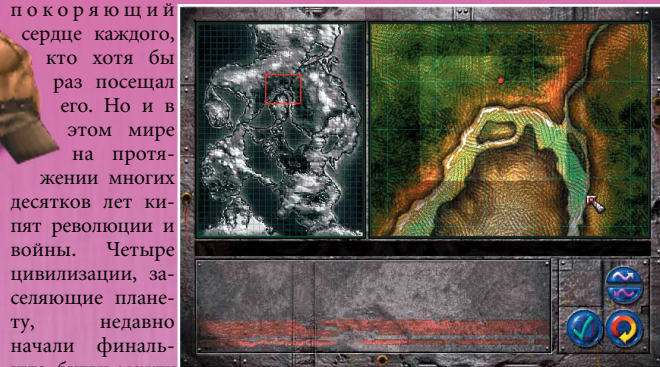 покоряющий
сердце каждого,
кто хотя бы
раз посещал
его. Но и в
этом мире
на протя-
жении многих
десятков лет ки-
пят революции и
войны. Четыре
цивилизации, за-
селяющие плане-
ту, недавно
начали финаль-